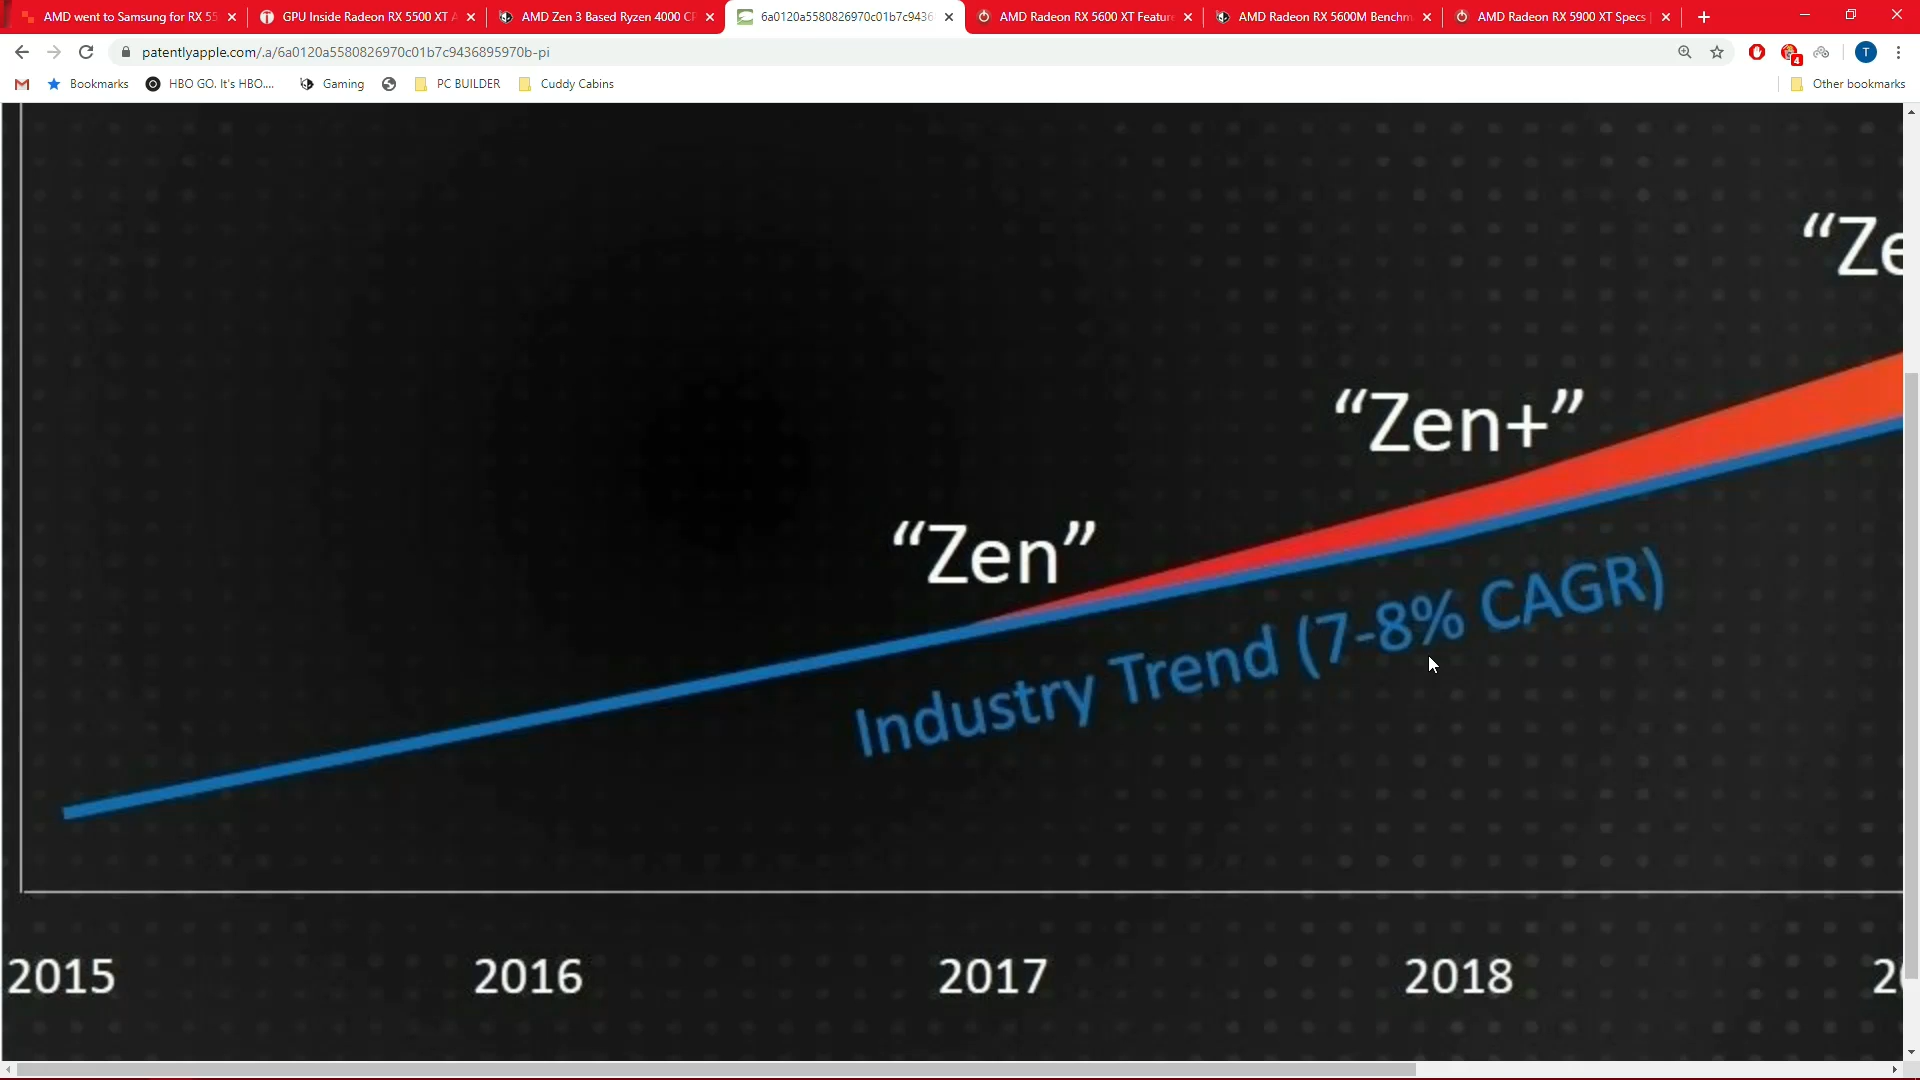 AMD went to Samsung for RX 55
GPU Inside Radeon RX 5500 XT A
AMD Zen 3 Based Ryzen 4000 CP
6a0120a5580826970c01b7c9436
AMD Radeon RX 5600 XT Featur
AMD Radeon RX 5600M Benchm
AMD Radeon RX 5900 XT Specs |
patentlyapple.com/.a/6a0120a5580826970c01b7c9436895970b-pi
4
T
Bookmarks
HBO GO. It's HBO....
Gaming
PC BUILDER
Cuddy Cabins
Other bookmarks
“Ze
“Zen+”
“Zen”
Industry Trend (7-8% CAGR)
2015 2016 2017 2018 20